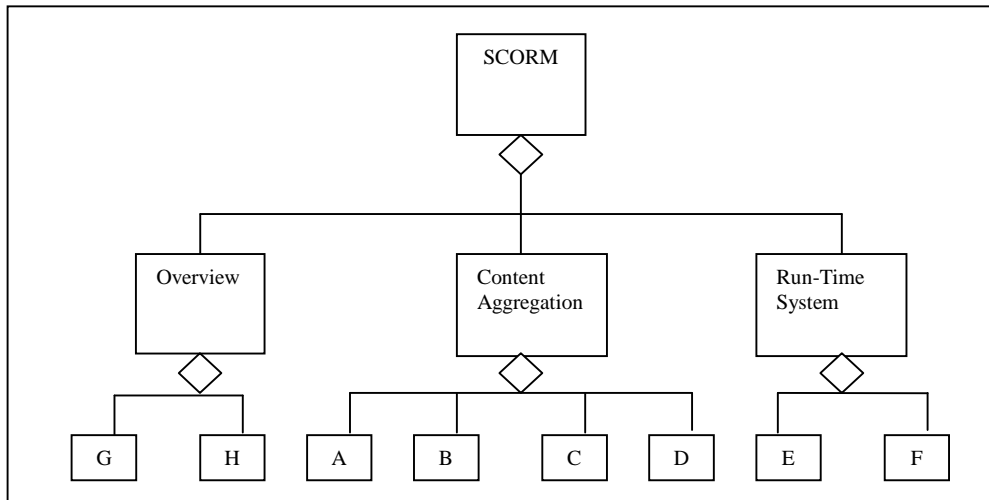 SCORM
Overview
Content
Aggregation
Run-Time
System
G
H
A
B
C
D
E
F